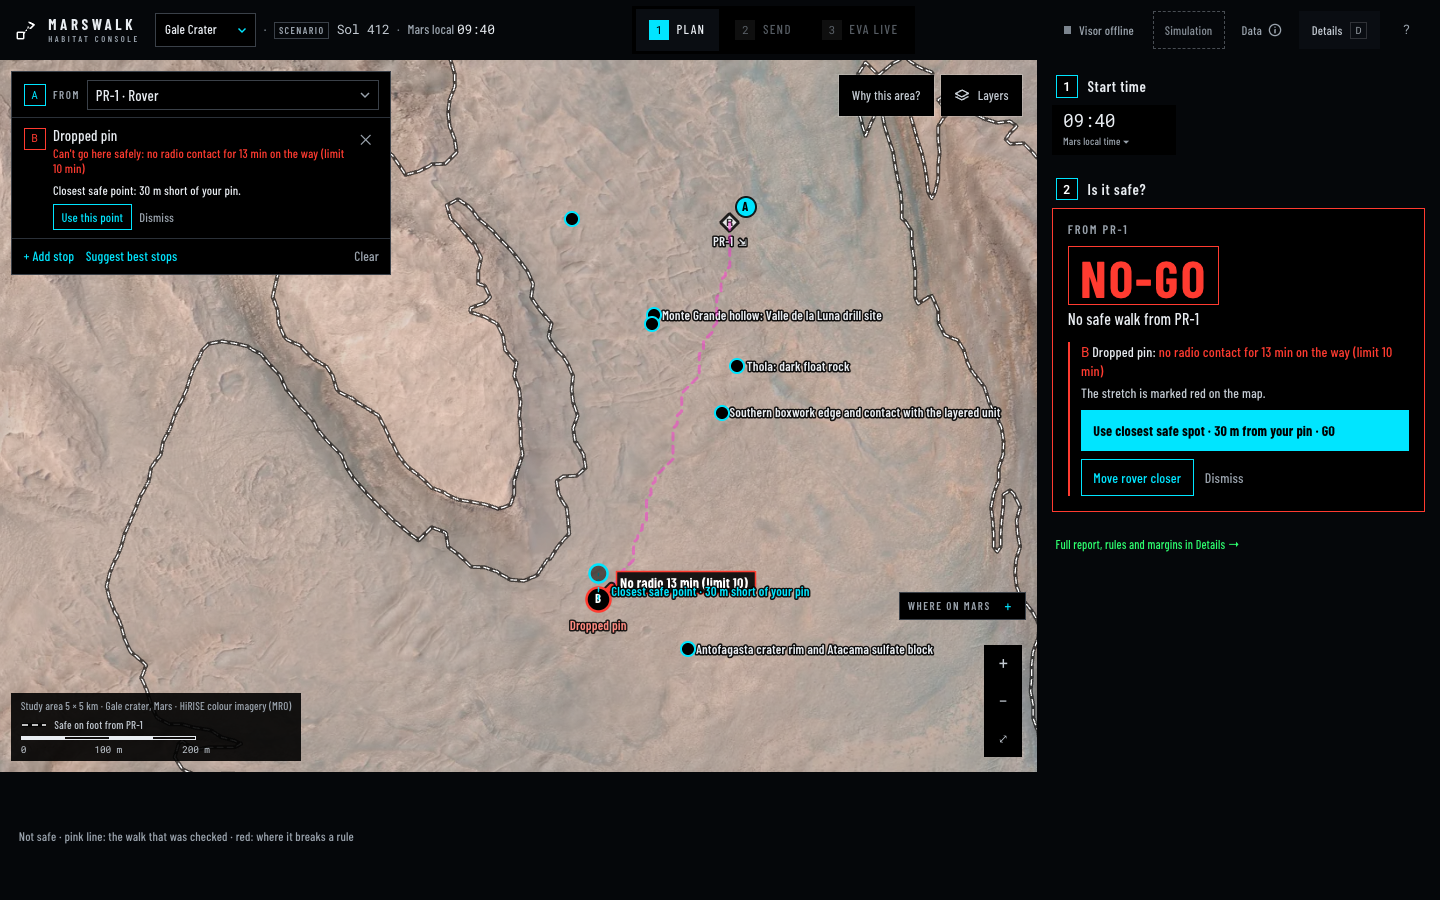 MARSWALK
HABITAT CONSOLE
Gale Crater
· SCENARIO Sol 412 · Mars local 09:40
1 PLAN
2 SEND
3 EVA LIVE
Visor offline
Simulation
Data
Details D
?
A FROM PR-1 · Rover
B Dropped pin
Can't go here safely: no radio contact for 13 min on the way (limit
10 min)
Closest safe point: 30 m short of your pin.
Use this point Dismiss
+ Add stop Suggest best stops Clear
Why this area?
Layers
A
PR-1
Monte Grande hollow: Valle de la Luna drill site
Thola: dark float rock
Southern boxwork edge and contact with the layered unit
No radio 13 min (limit 10)
Closest safe point · 30 m short of your pin
B
Dropped pin
Antofagasta crater rim and Atacama sulfate block
WHERE ON MARS +
+
−
Study area 5 × 5 km · Gale crater, Mars · HiRISE colour imagery (MRO)
Safe on foot from PR-1
0 100 m 200 m
1 Start time
09:40
Mars local time
2 Is it safe?
FROM PR-1
NO-GO
No safe walk from PR-1
B Dropped pin: no radio contact for 13 min on the way (limit 10
min)
The stretch is marked red on the map.
Use closest safe spot · 30 m from your pin · GO
Move rover closer Dismiss
Full report, rules and margins in Details →
Not safe · pink line: the walk that was checked · red: where it breaks a rule